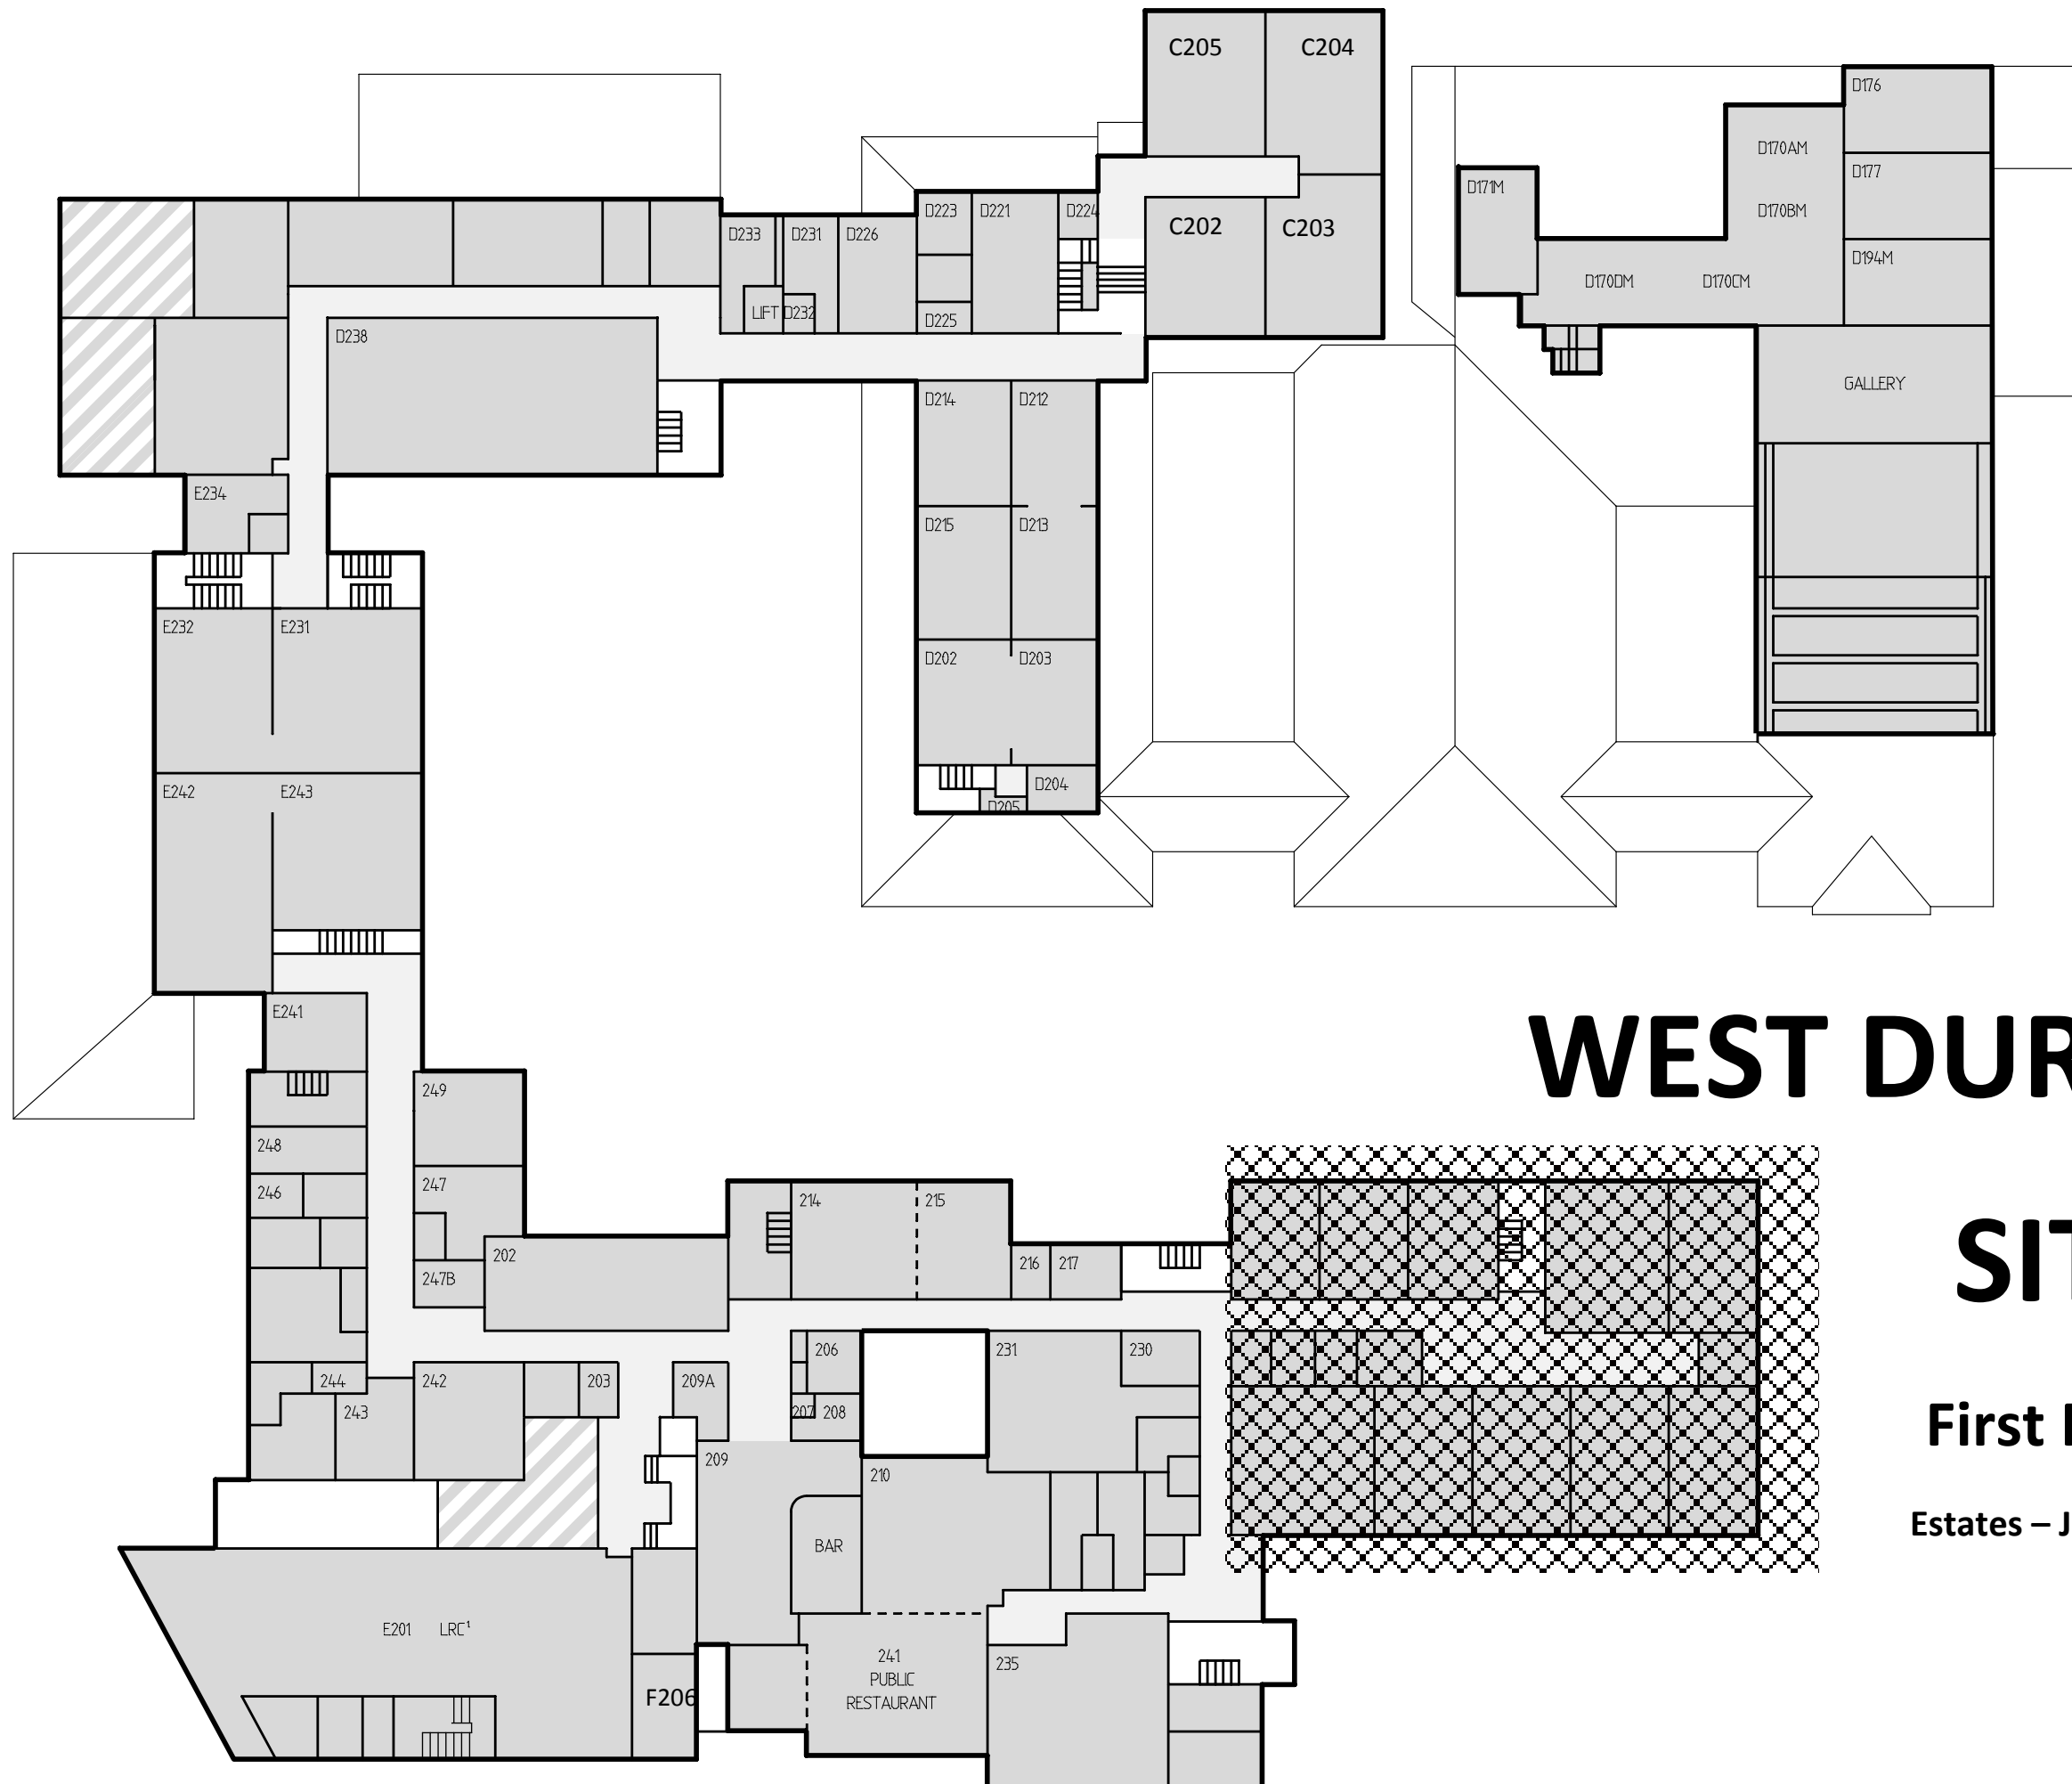 C205
C204
D176
D170AM
D177
D171M
D223
D221
D224
D170BM
C202
C203
D233
D231
D226
D194M
D170DM
D170CM
LIFT
D232
D225
D238
GALLERY
D214
D212
E234
D215
D213
E232
E231
D202
D203
E242
E243
D204
D205
E241
WEST DUR
249
248
247
246
214
215
SIT
202
216
217
247B
206
231
230
244
242
203
209A
243
207
208
First
209
210
Estates – J
BAR
E201
LRC¹
241
PUBLIC
RESTAURANT
235
F206